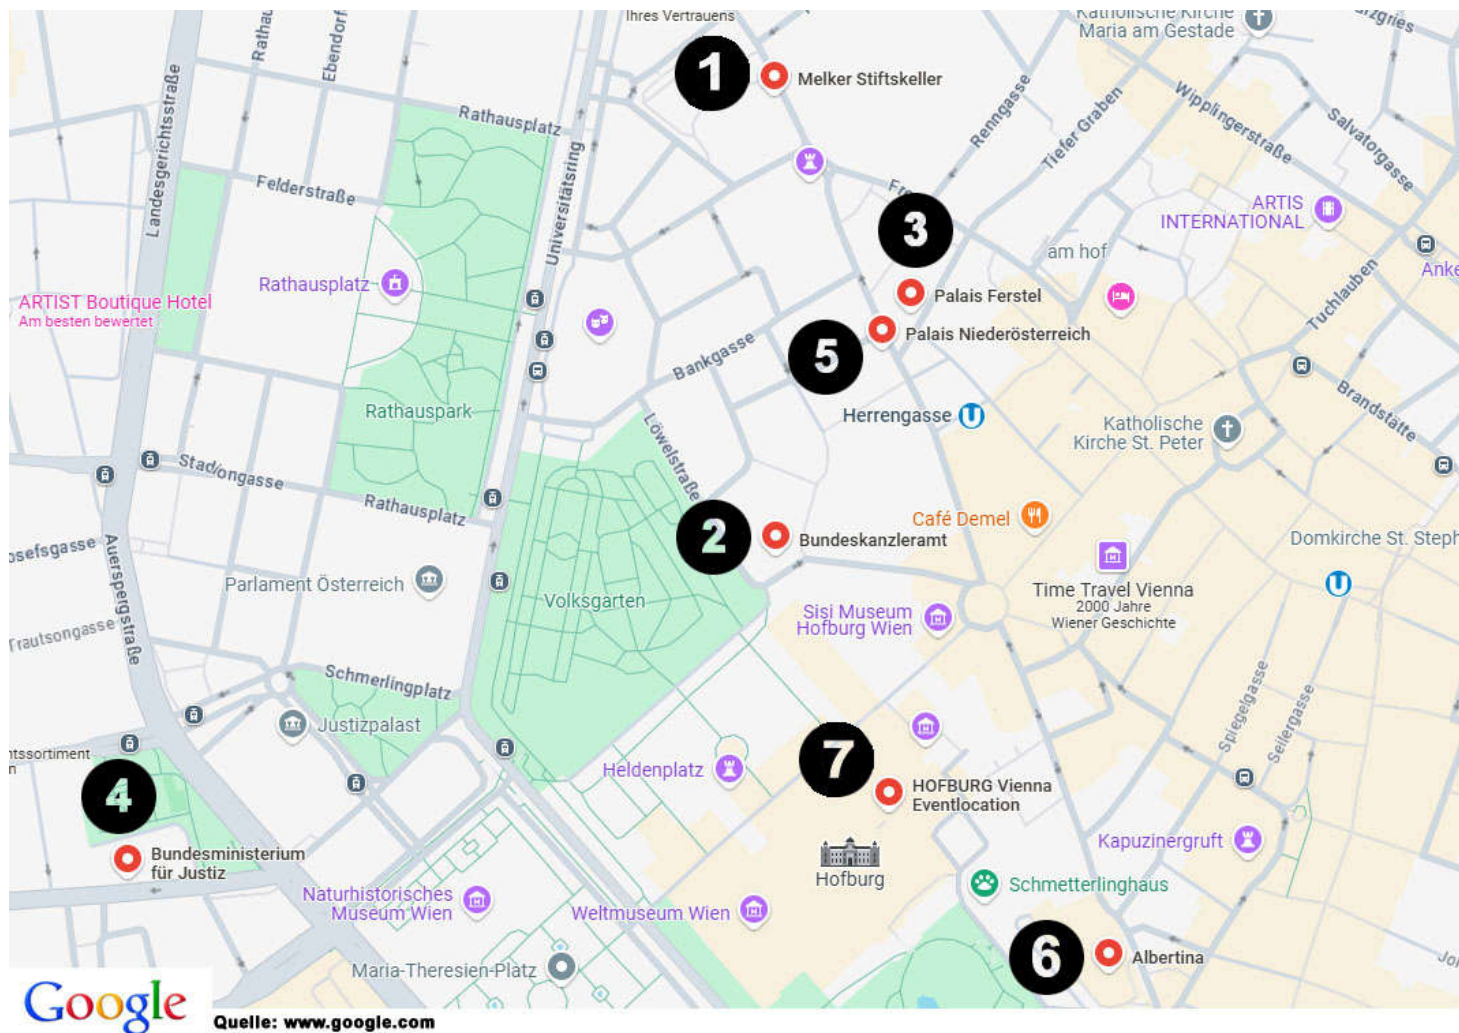 Ihres Vertrauens
Katholische Kirche
Maria am Gestade
1
Melker Stiftskeller
Ebendorf
Landesgerichtsstraße
Rathausplatz
Universitätsring
Felderstraße
Renngasse
Tiefer Graben
Wipplingerstraße
Salvatorgasse
ARTIS
INTERNATIONAL
3
am hof
Rathausplatz
ARTIST Boutique Hotel
Am besten bewertet
Palais Ferstel
Palais Niederösterreich
5
Tuchlauben
Bankgasse
Brandstätte
Rathauspark
Löwelstraße
Herrengasse
Katholische
Kirche St. Peter
Stadiongasse
Rathausplatz
2
Bundeskanzleramt
Café Demel
Domkirche St. Steph
Auerspergstraße
Parlament Österreich
Volksgarten
Time Travel Vienna
2000 Jahre
Wiener Geschichte
Sisi Museum
Hofburg Wien
Trautsongasse
Schmerlingplatz
Justizpalast
Spiegelgasse
Seilergasse
ntssortiment
4
Heldenplatz
7
HOFBURG Vienna
Eventlocation
Bundesministerium
für Justiz
Hofburg
Kapuzinergruft
Naturhistorisches
Museum Wien
Weltmuseum Wien
Schmetterlinghaus
6
Albertina
Maria-Theresien-Platz
Google
Quelle: www.google.com